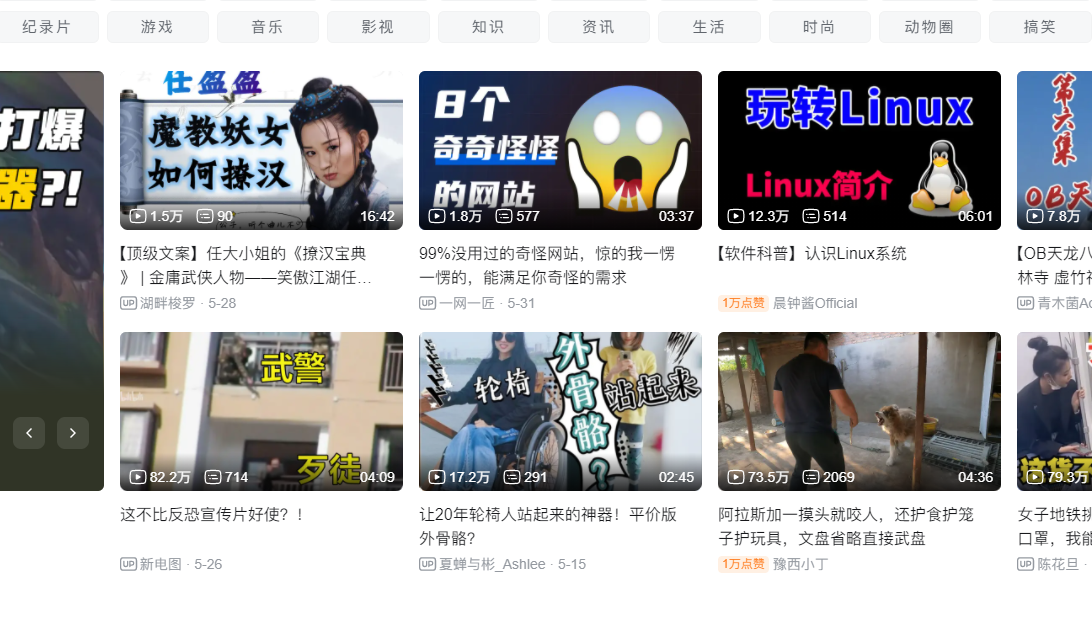 纪录片
游戏
音乐
影视
知识
资讯
生活
时尚
动物圈
搞笑
打爆
器?!
任盈盈
魔教妖女
如何撩汉
1.5万
90
16:42
【顶级文案】任大小姐的《撩汉宝典
》 | 金庸武侠人物——笑傲江湖任…
UP 湖畔梭罗 · 5-28
8个
奇奇怪怪
的网站
1.8万
577
03:37
99%没用过的奇怪网站，惊的我一愣
一愣的，能满足你奇怪的需求
UP 一网一匠 · 5-31
玩转Linux
Linux简介
12.3万
514
06:01
【软件科普】认识Linux系统
1万点赞 晨钟酱Official
第六集
OB天
7.8万
【OB天龙八
林寺 虚竹
UP 青木菌Ac
武警
歹徒
82.2万
714
04:09
这不比反恐宣传片好使？！
UP 新电图 · 5-26
轮椅
外骨骼?
站起来
17.2万
291
02:45
让20年轮椅人站起来的神器！平价版
外骨骼？
UP 夏蝉与彬_Ashlee · 5-15
73.5万
2069
04:36
阿拉斯加一摸头就咬人，还护食护笼
子护玩具，文盘省略直接武盘
1万点赞 豫西小丁
79.3万
女子地铁挑
口罩，我能
UP 陈花旦 ·